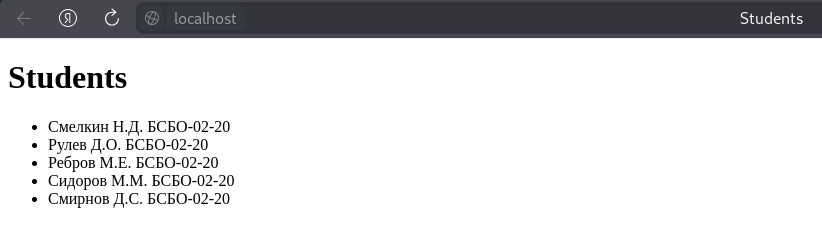 localhost Students
Students
Смелкин Н.Д. БСБО-02-20
Рулев Д.О. БСБО-02-20
Ребров М.Е. БСБО-02-20
Сидоров М.М. БСБО-02-20
Смирнов Д.С. БСБО-02-20